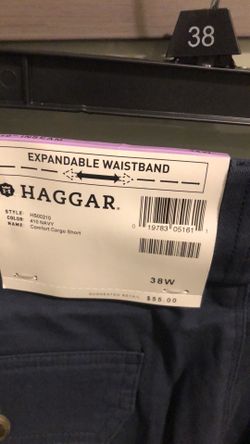 38
EXPANDABLE WAISTBAND
HAGGAR®
STYLE: HS00210
COLOR: 410 NAVY
NAME: Comfort Cargo Short
0 19783 05161 1
38W
SUGGESTED RETAIL
$55.00